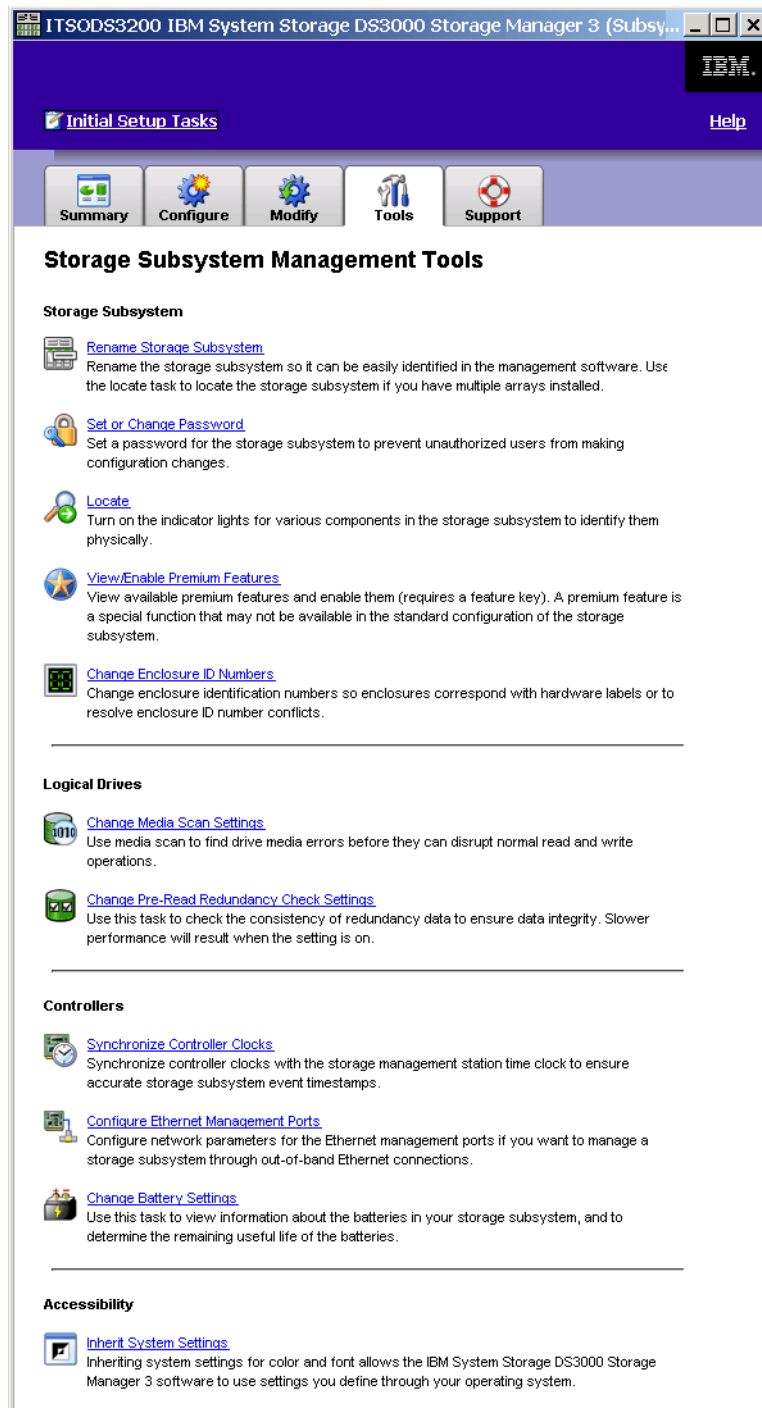 ITSODS3200 IBM System Storage DS3000 Storage Manager 3 (Subsy...
IBM.
Initial Setup Tasks
Help
Summary
Configure
Modify
Tools
Support
Storage Subsystem Management Tools
Storage Subsystem
Rename Storage Subsystem
Rename the storage subsystem so it can be easily identified in the management software. Use
the locate task to locate the storage subsystem if you have multiple arrays installed.
Set or Change Password
Set a password for the storage subsystem to prevent unauthorized users from making
configuration changes.
Locate
Turn on the indicator lights for various components in the storage subsystem to identify them
physically.
View/Enable Premium Features
View available premium features and enable them (requires a feature key). A premium feature is
a special function that may not be available in the standard configuration of the storage
subsystem.
Change Enclosure ID Numbers
Change enclosure identification numbers so enclosures correspond with hardware labels or to
resolve enclosure ID number conflicts.
Logical Drives
1010
Change Media Scan Settings
Use media scan to find drive media errors before they can disrupt normal read and write
operations.
Change Pre-Read Redundancy Check Settings
Use this task to check the consistency of redundancy data to ensure data integrity. Slower
performance will result when the setting is on.
Controllers
Synchronize Controller Clocks
Synchronize controller clocks with the storage management station time clock to ensure
accurate storage subsystem event timestamps.
Configure Ethernet Management Ports
Configure network parameters for the Ethernet management ports if you want to manage a
storage subsystem through out-of-band Ethernet connections.
Change Battery Settings
Use this task to view information about the batteries in your storage subsystem, and to
determine the remaining useful life of the batteries.
Accessibility
Inherit System Settings
Inheriting system settings for color and font allows the IBM System Storage DS3000 Storage
Manager 3 software to use settings you define through your operating system.